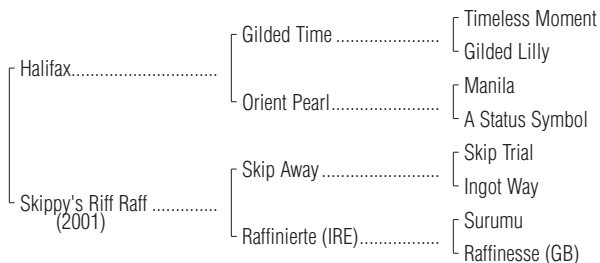 Timeless Moment
Gilded Time ......................
Gilded Lilly
Halifax..............................
Manila
Orient Pearl.......................
A Status Symbol
Skip Trial
Skip Away .........................
Ingot Way
Skippy's Riff Raff ..............
(2001)
Surumu
Raffinierte (IRE).................
Raffinesse (GB)